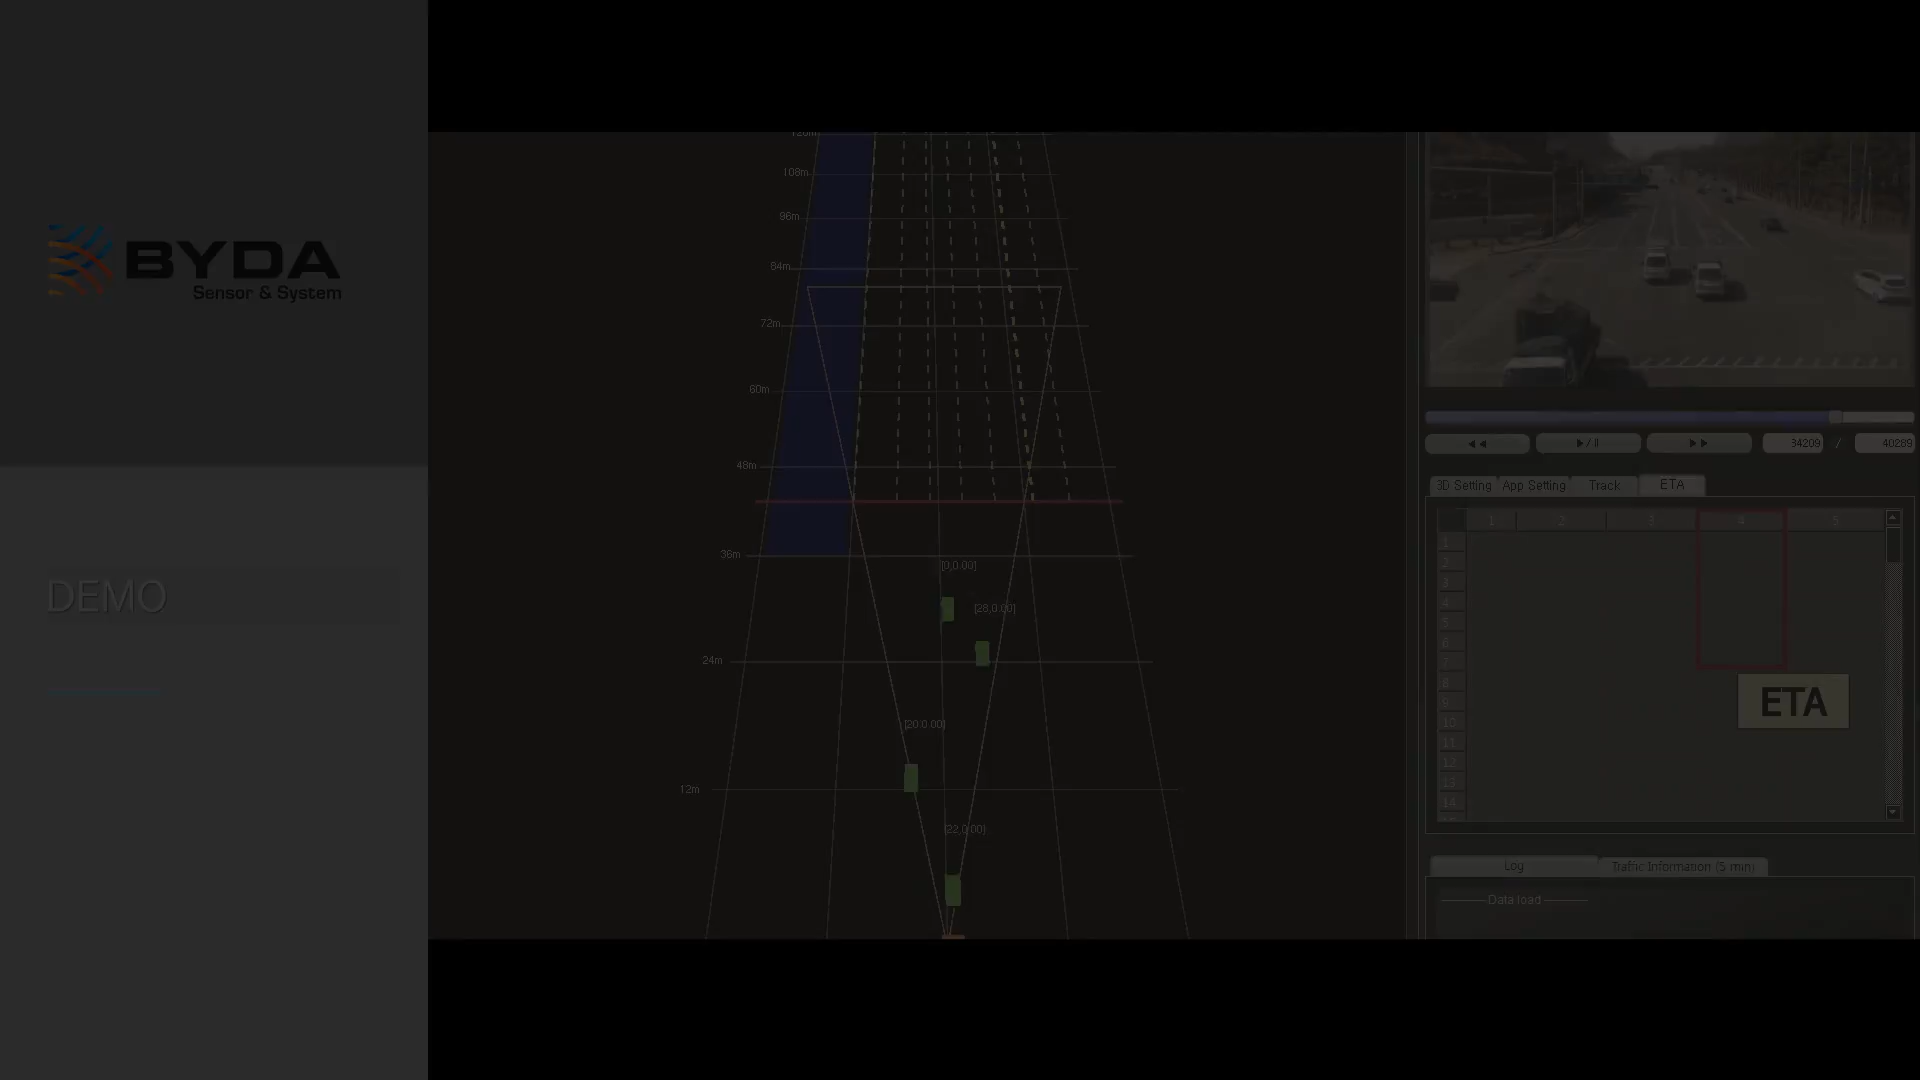 BYDA
Sensor & System
DEMO
120m
108m
96m
84m
72m
60m
48m
36m
24m
12m
[0,0.00]
[28,0.00]
[20,0.00]
[22,0.00]
◄◄
►/II
►►
34209 / 40289
3D Setting App Setting Track ETA
1 2 3 4 5
1
2
3
4
5
6
7
8
9
10
11
12
13
14
ETA
Log
Traffic Information (5 min)
Data load